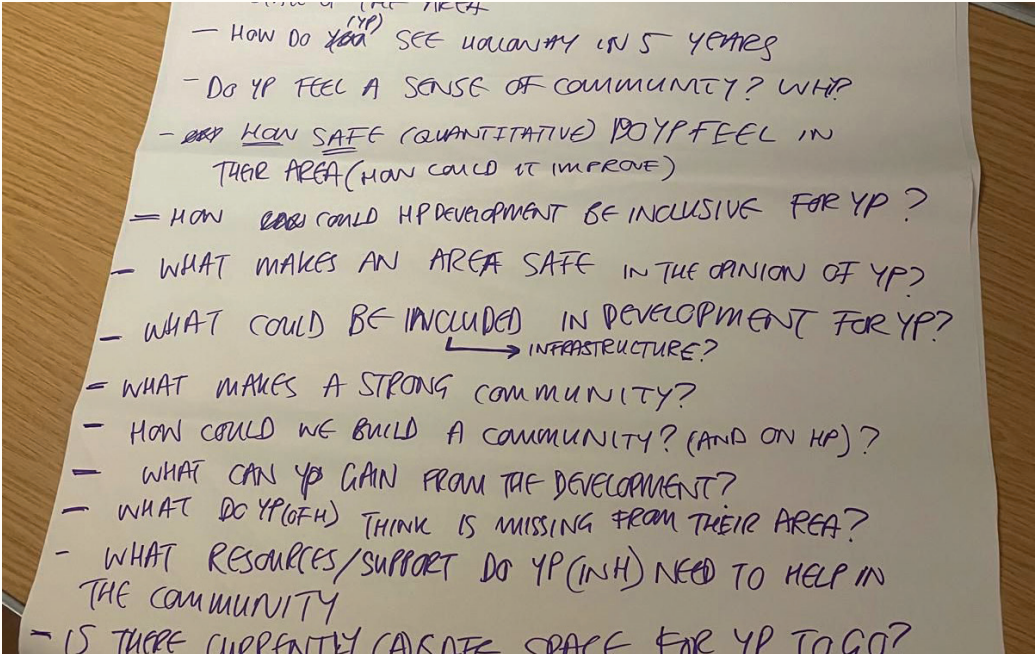 THE AREA
(YP)
- HOW DO SEE HOLLOWAY IN 5 YEARS
- DO YP FEEL A SENSE OF COMMUNITY? WHY?
- HOW SAFE (QUANTITATIVE) DO YP FEEL IN
THEIR AREA (HOW COULD IT IMPROVE)
- HOW COULD HP DEVELOPMENT BE INCLUSIVE FOR YP?
- WHAT MAKES AN AREA SAFE IN THE OPINION OF YP?
- WHAT COULD BE INCLUDED IN DEVELOPMENT FOR YP?
INFRASTRUCTURE?
- WHAT MAKES A STRONG COMMUNITY?
- HOW COULD WE BUILD A COMMUNITY? (AND ON HP)?
- WHAT CAN YP GAIN FROM THE DEVELOPMENT?
- WHAT DO YP (OF H) THINK IS MISSING FROM THEIR AREA?
- WHAT RESOURCES/SUPPORT DO YP (IN H) NEED TO HELP IN
THE COMMUNITY
- IS THERE CURRENTLY SPACE FOR YP TO GO?